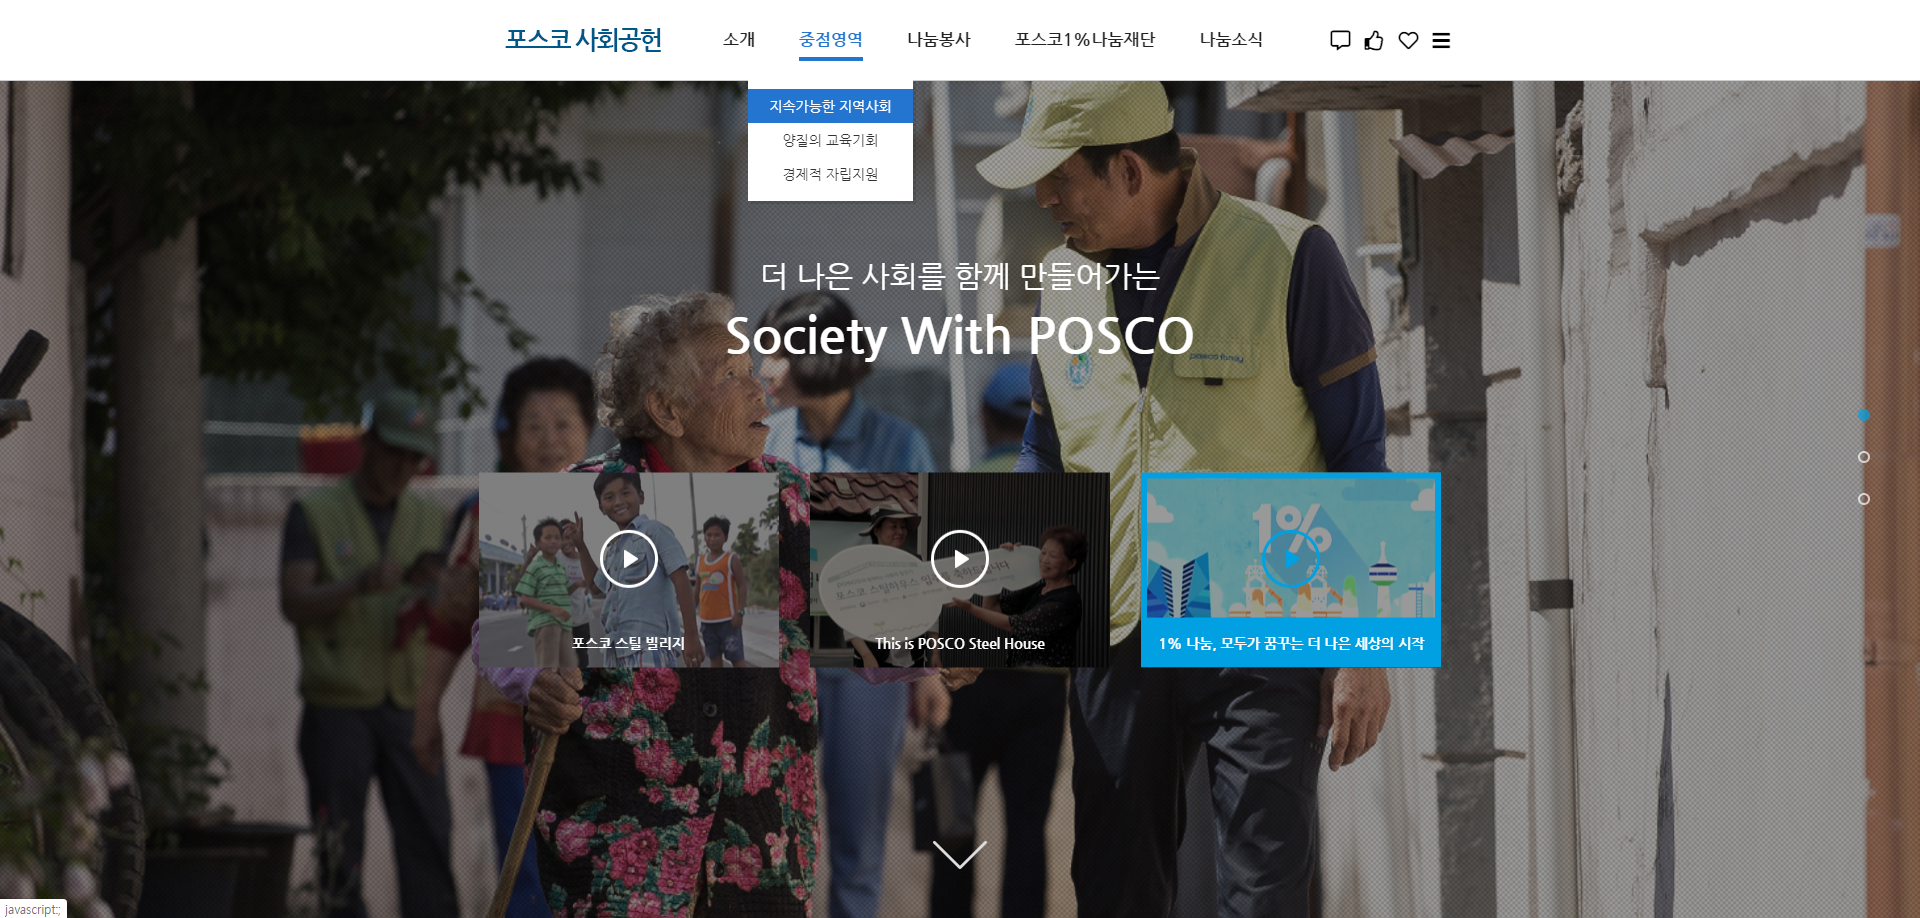 포스코 사회공헌
소개
중점영역
나눔봉사
포스코1%나눔재단
나눔소식
지속가능한 지역사회
양질의 교육기회
경제적 자립지원
더 나은 사회를 함께 만들어가는
Society With POSCO
posco family
1%
포스코 스틸 빌리지
This is POSCO Steel House
1% 나눔, 모두가 꿈꾸는 더 나은 세상의 시작
javascript:;